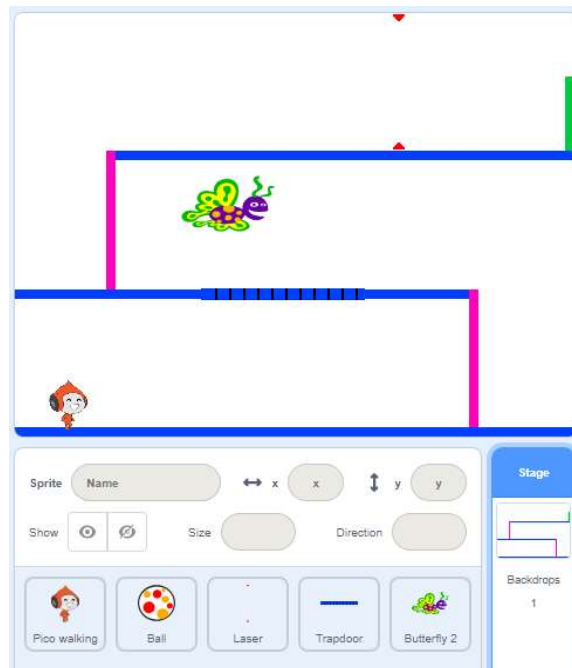 Sprite Name x x y y
Show Size Direction
Stage
Backdrops
1
Pico walking Ball Laser Trapdoor Butterfly 2